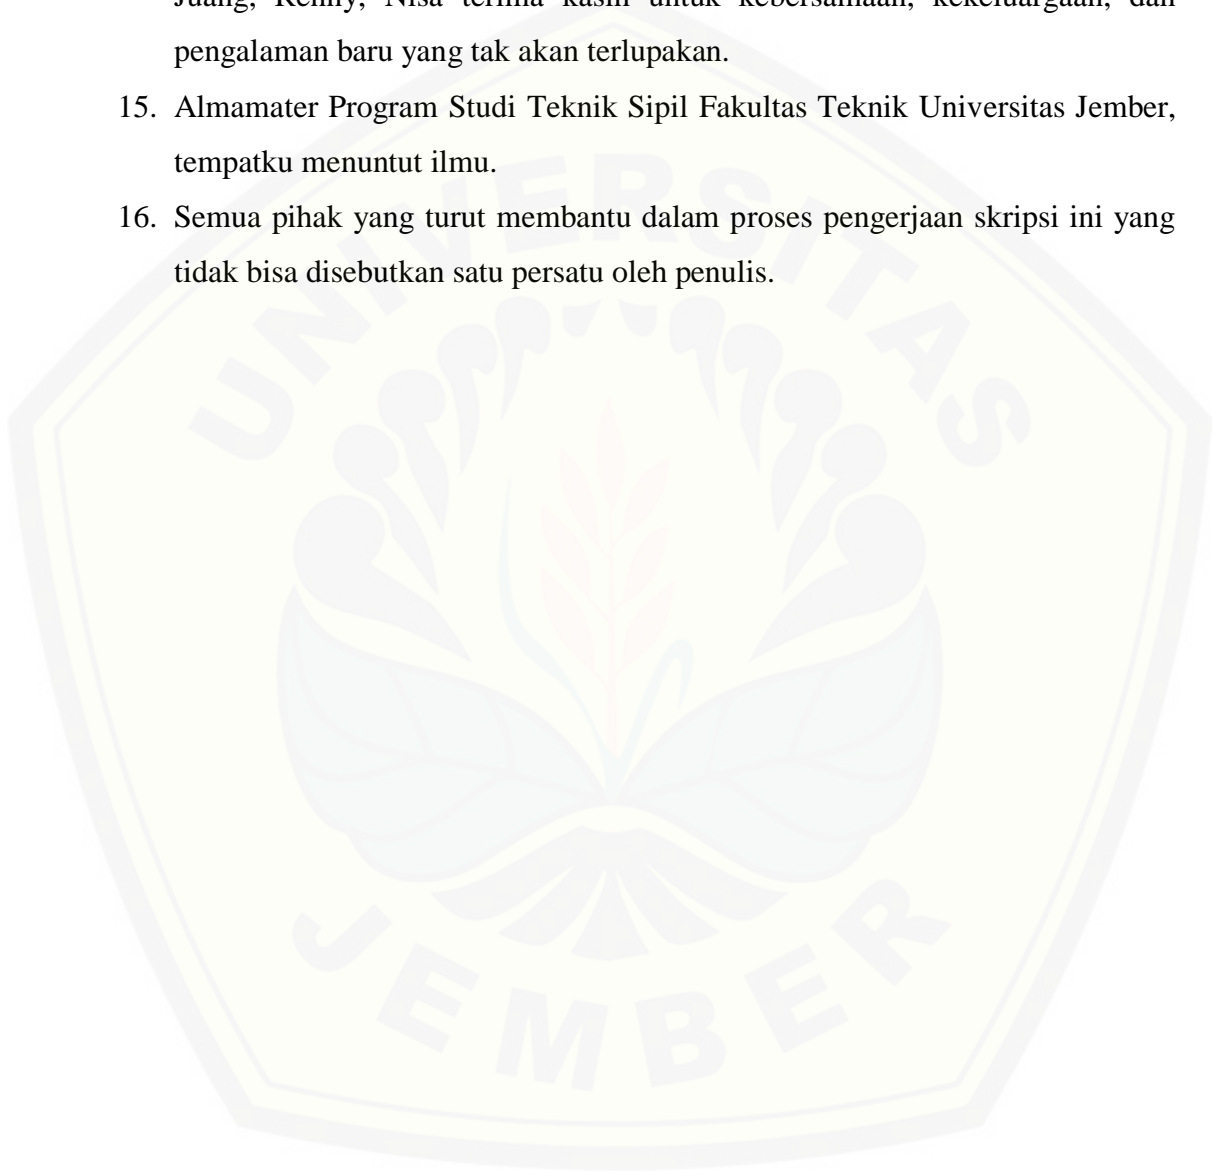 Juang, Kenny, Nisa terima kasih untuk kebersamaan, kekeluargaan, dan
pengalaman baru yang tak akan terlupakan.
15. Almamater Program Studi Teknik Sipil Fakultas Teknik Universitas Jember,
tempatku menuntut ilmu.
16. Semua pihak yang turut membantu dalam proses pengerjaan skripsi ini yang
tidak bisa disebutkan satu persatu oleh penulis.
UNIVERSITAS
JEMBER